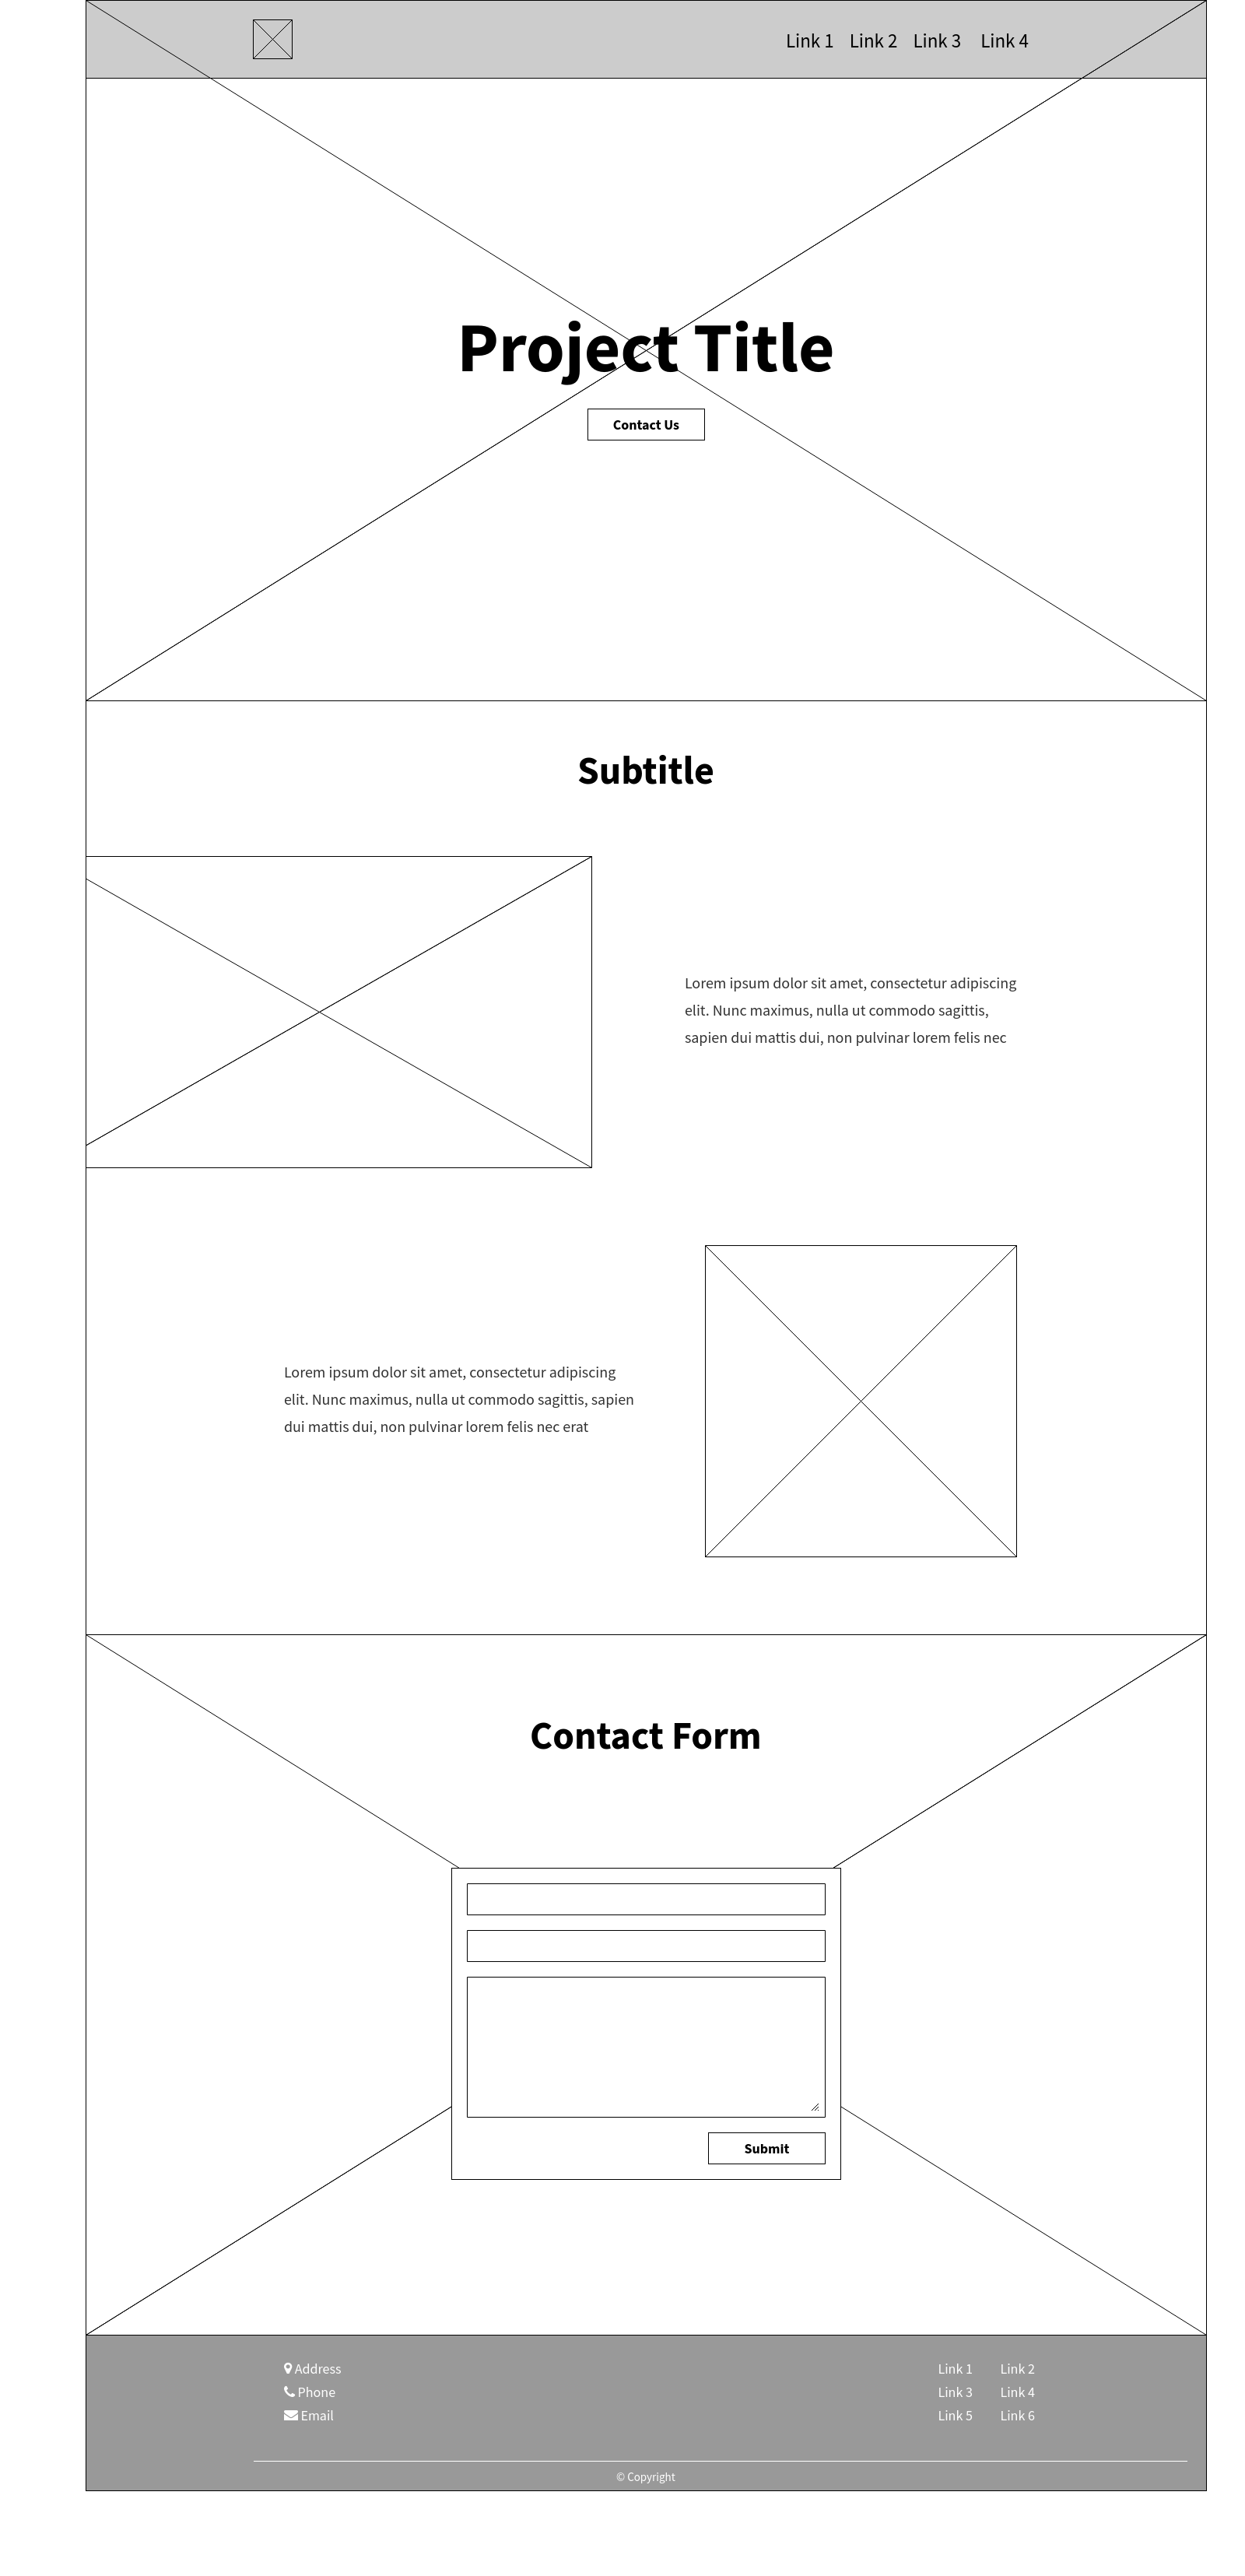 Link 1 Link 2 Link 3 Link 4
Project Title
Contact Us
Subtitle
Lorem ipsum dolor sit amet, consectetur adipiscing
elit. Nunc maximus, nulla ut commodo sagittis,
sapien dui mattis dui, non pulvinar lorem felis nec
Lorem ipsum dolor sit amet, consectetur adipiscing
elit. Nunc maximus, nulla ut commodo sagittis, sapien
dui mattis dui, non pulvinar lorem felis nec erat
Contact Form
Submit
Address
Phone
Email
Link 1 Link 2
Link 3 Link 4
Link 5 Link 6
© Copyright